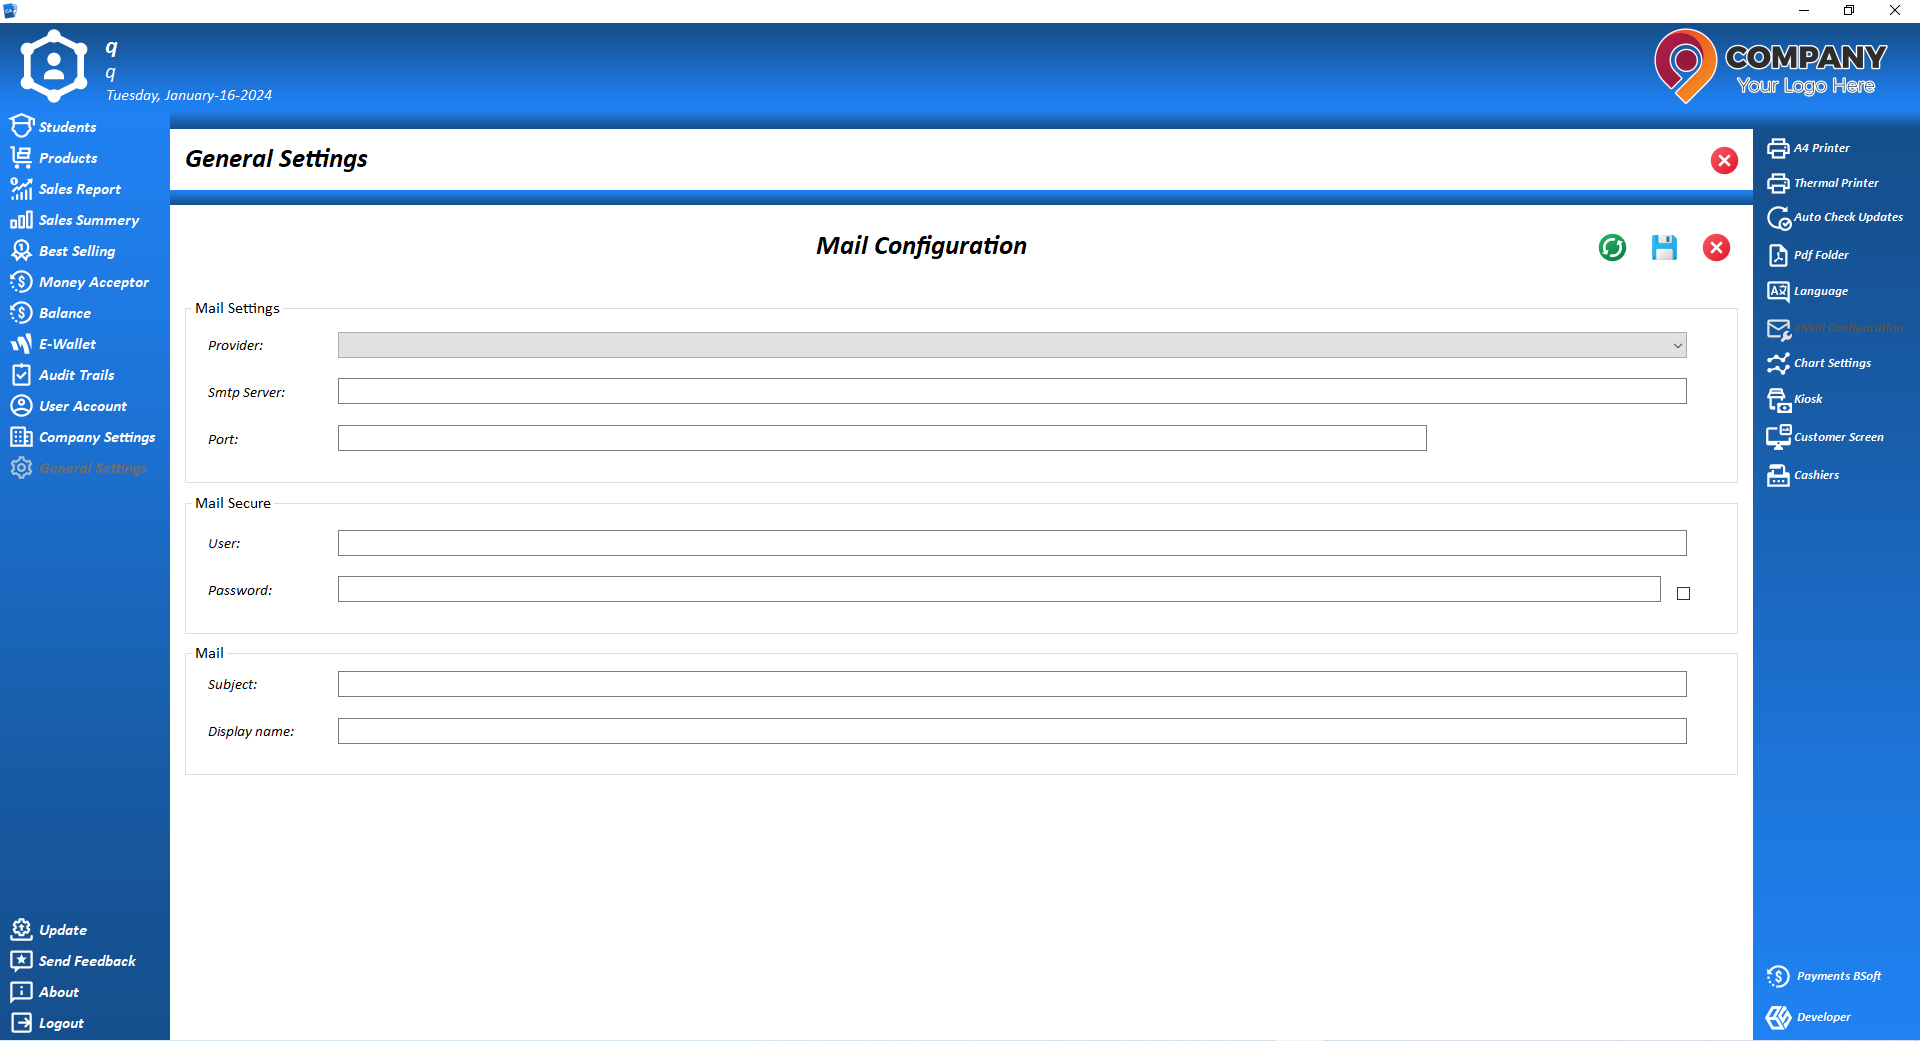 q
q
Tuesday, January-16-2024
COMPANY
Your Logo Here
Students
Products
Sales Report
Sales Summery
Best Selling
Money Acceptor
Balance
E-Wallet
Audit Trails
User Account
Company Settings
General Settings
Update
Send Feedback
About
Logout
General Settings
Mail Configuration
Mail Settings
Provider:
Smtp Server:
Port:
Mail Secure
User:
Password:
Mail
Subject:
Display name:
A4 Printer
Thermal Printer
Auto Check Updates
Pdf Folder
Language
eMail Configuration
Chart Settings
Kiosk
Customer Screen
Cashiers
Payments BSoft
Developer